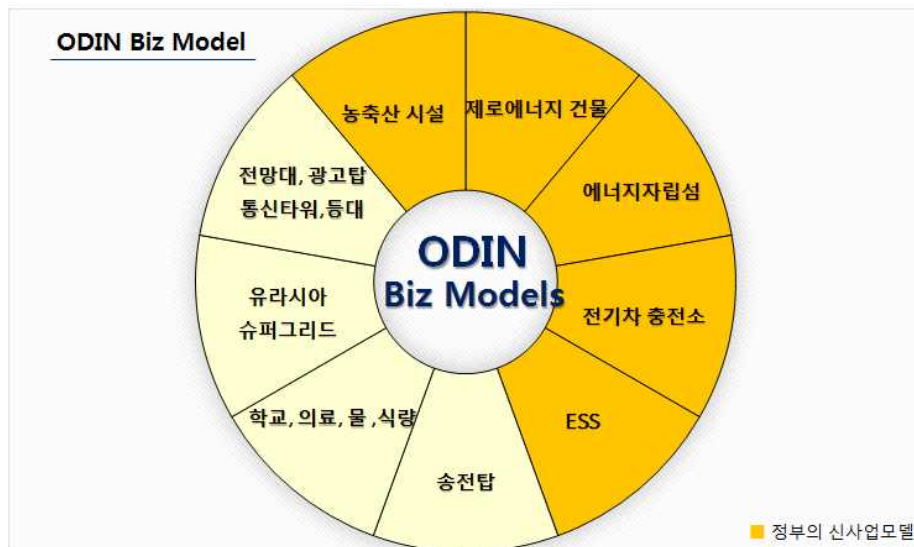 ODIN Biz Model
농축산 시설
제로에너지 건물
에너지자립섬
전기차 충전소
ESS
송전탑
학교, 의료, 물 ,식량
유라시아
슈퍼그리드
전망대, 광고탑
통신타워,등대
ODIN
Biz Models
정부의 신사업모델